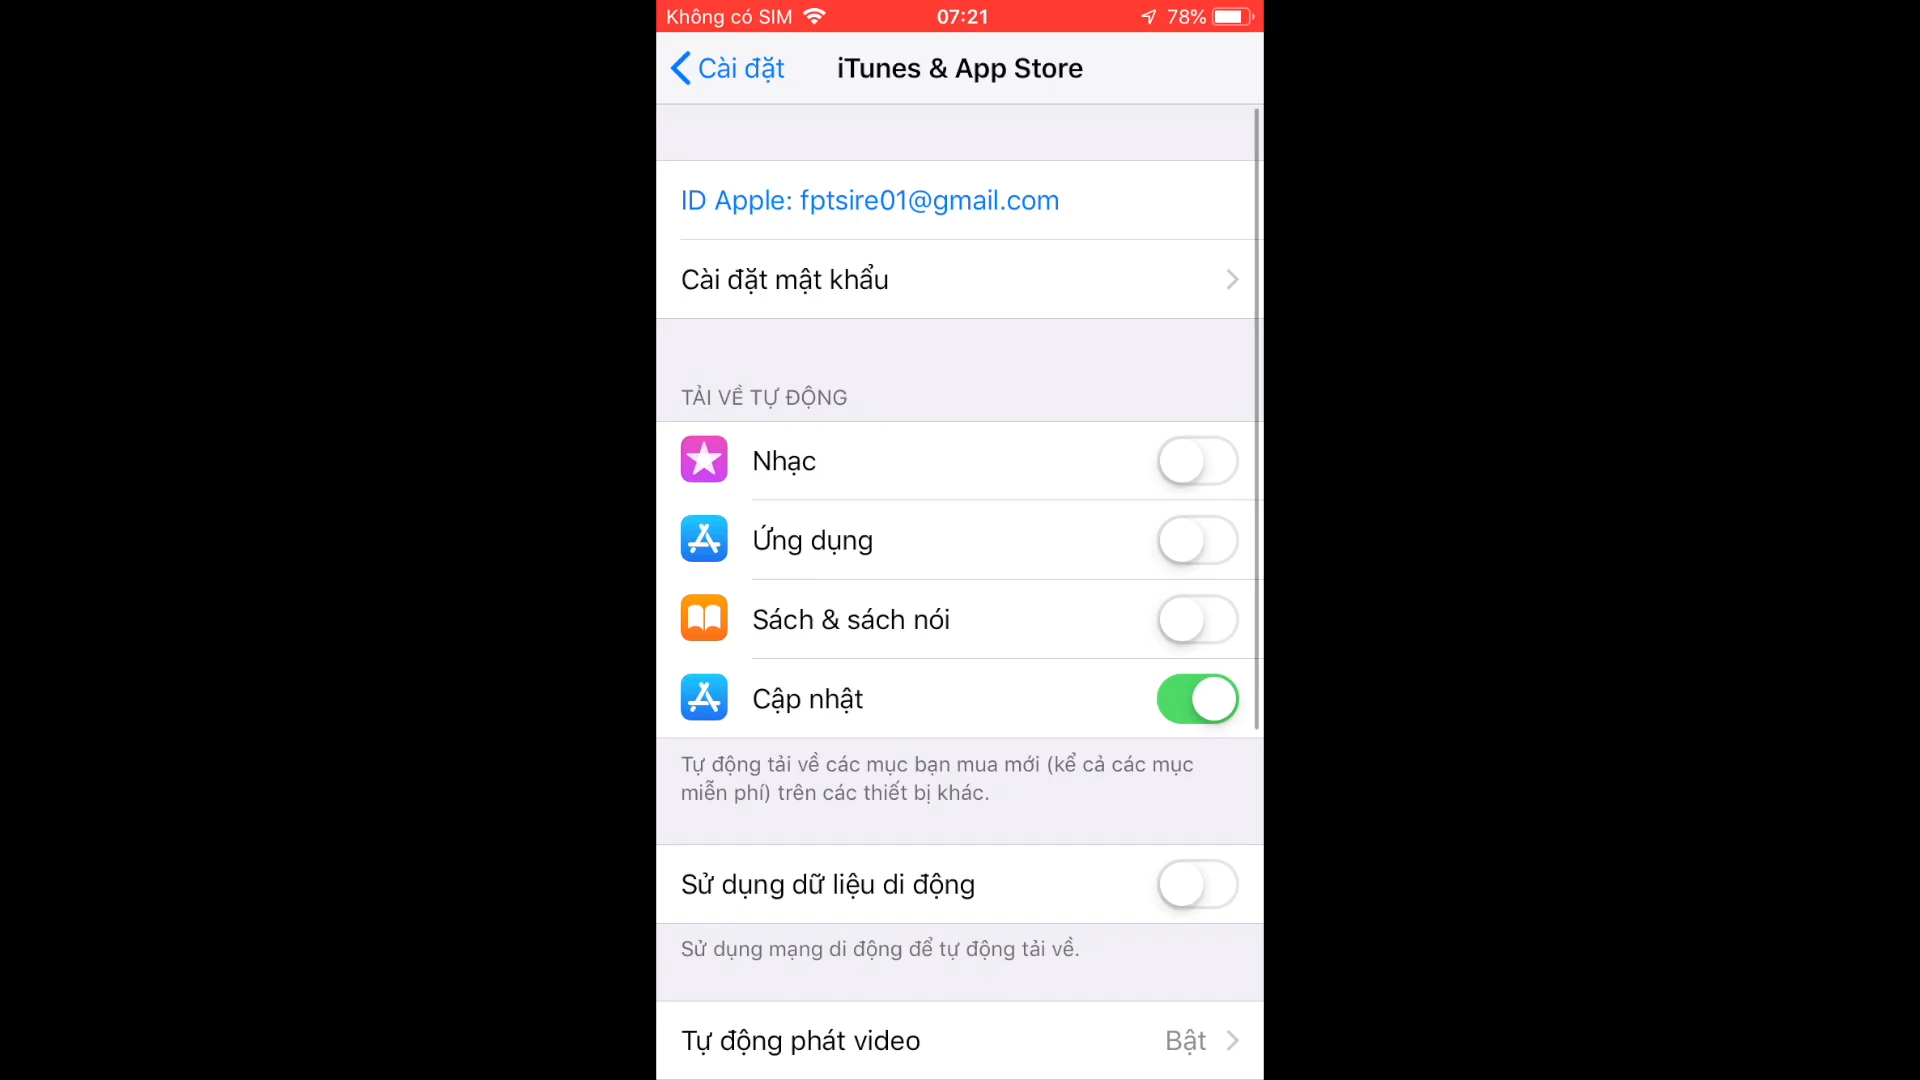 Không có SIM 07:21 78%
Cài đặt iTunes & App Store
ID Apple: fptsire01@gmail.com
Cài đặt mật khẩu
TẢI VỀ TỰ ĐỘNG
Nhạc
Ứng dụng
Sách & sách nói
Cập nhật
Tự động tải về các mục bạn mua mới (kể cả các mục
miễn phí) trên các thiết bị khác.
Sử dụng dữ liệu di động
Sử dụng mạng di động để tự động tải về.
Tự động phát video Bật